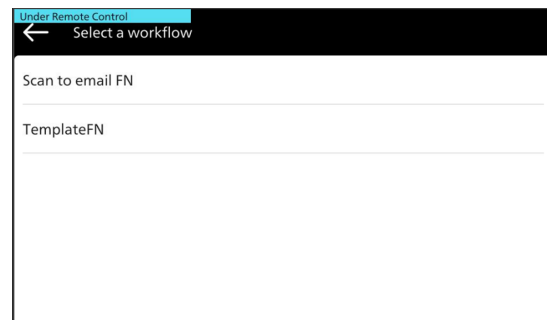 Under Remote Control
Select a workflow
Scan to email FN
TemplateFN